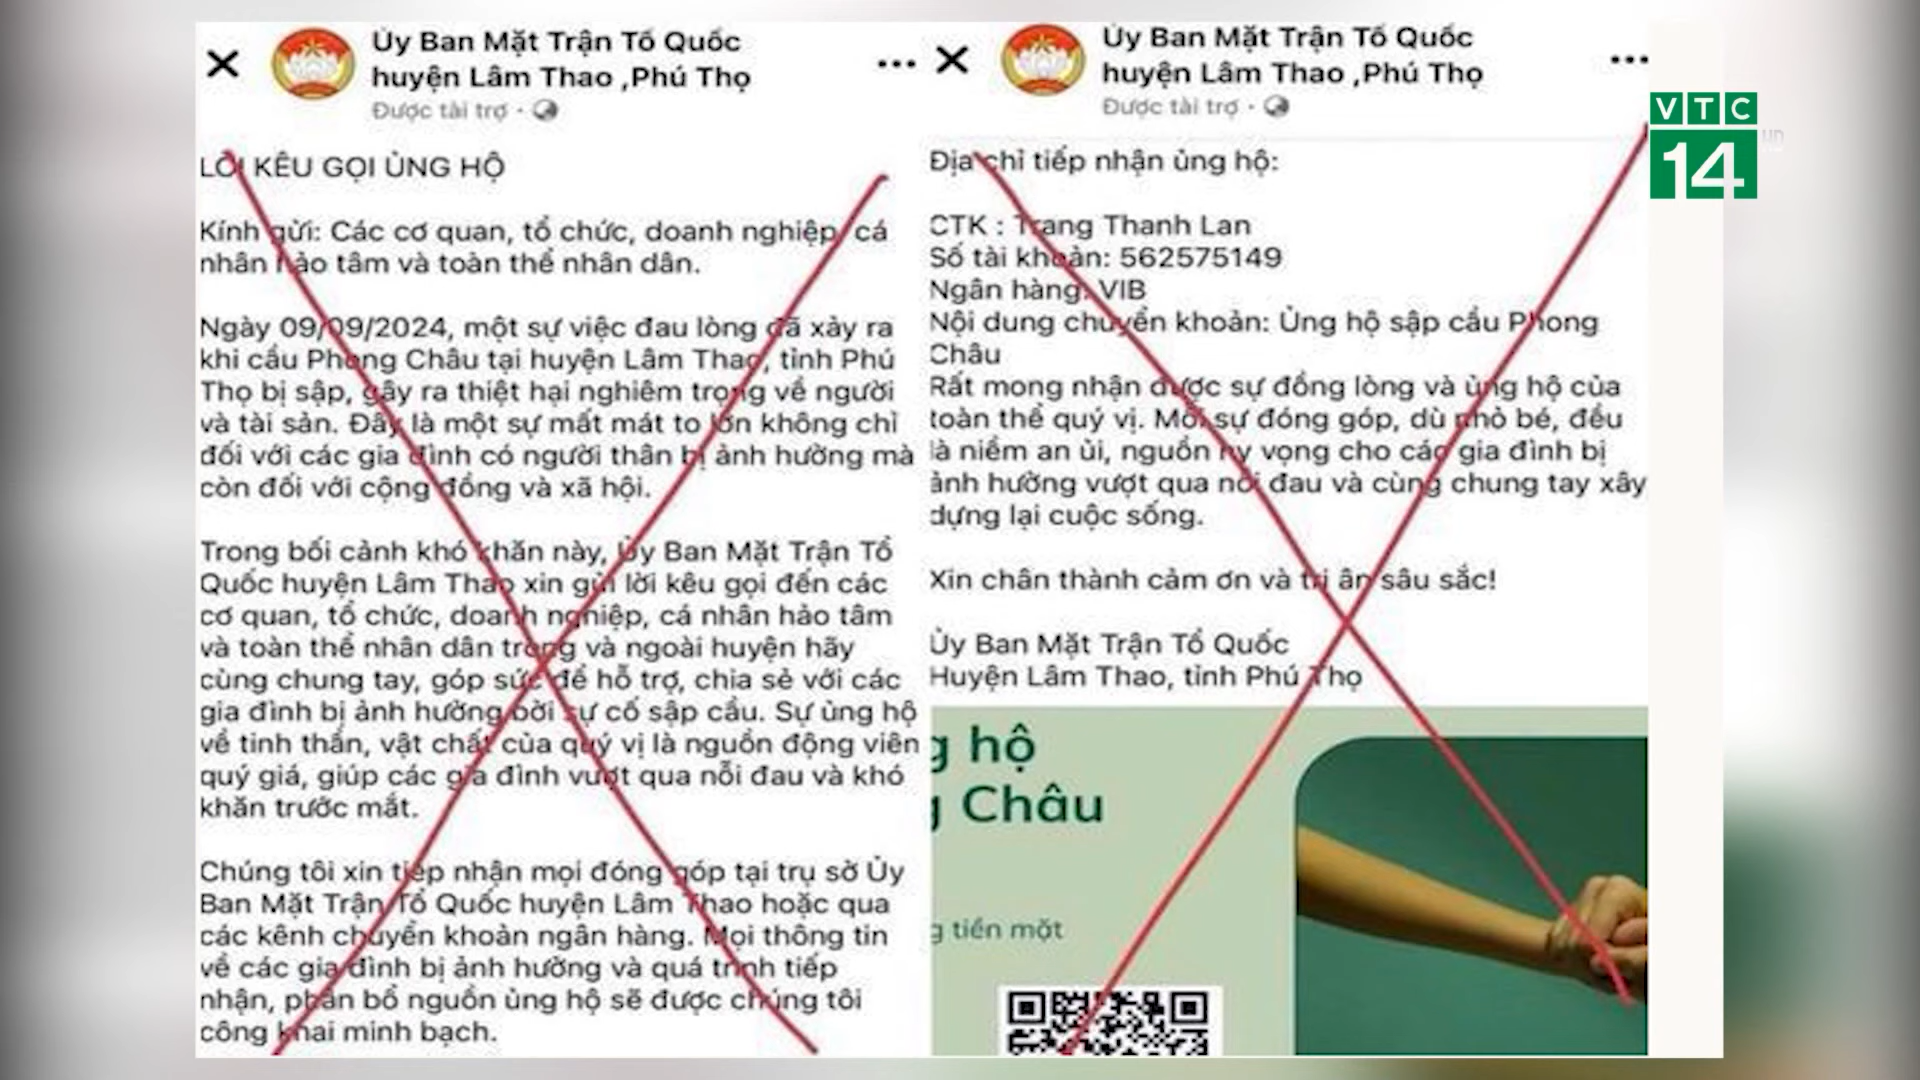 Ủy Ban Mặt Trận Tổ Quốc
huyện Lâm Thao ,Phú Thọ
Được tài trợ ·
LỜI KÊU GỌI ỦNG HỘ
Kính gửi: Các cơ quan, tổ chức, doanh nghiệp, cá
nhân hảo tâm và toàn thể nhân dân.
Ngày 09/09/2024, một sự việc đau lòng đã xảy ra
khi cầu Phong Châu tại huyện Lâm Thao, tỉnh Phú
Thọ bị sập, gây ra thiệt hại nghiêm trọng về người
và tài sản. Đây là một sự mất mát to lớn không chỉ
đối với các gia đình có người thân bị ảnh hưởng mà
còn đối với cộng đồng và xã hội.
Trong bối cảnh khó khăn này, Ủy Ban Mặt Trận Tổ
Quốc huyện Lâm Thao xin gửi lời kêu gọi đến các
cơ quan, tổ chức, doanh nghiệp, cá nhân hảo tâm
và toàn thể nhân dân trong và ngoài huyện hãy
cùng chung tay, góp sức để hỗ trợ, chia sẻ với các
gia đình bị ảnh hưởng bởi sự cố sập cầu. Sự ủng hộ
về tinh thần, vật chất của quý vị là nguồn động viên
quý giá, giúp các gia đình vượt qua nỗi đau và khó
khăn trước mắt.
Chúng tôi xin tiếp nhận mọi đóng góp tại trụ sở Ủy
Ban Mặt Trận Tổ Quốc huyện Lâm Thao hoặc qua
các kênh chuyển khoản ngân hàng. Mọi thông tin
về các gia đình bị ảnh hưởng và quá trình tiếp
nhận, phân bổ nguồn ủng hộ sẽ được chúng tôi
công khai minh bạch.
Ủy Ban Mặt Trận Tổ Quốc
huyện Lâm Thao ,Phú Thọ
Được tài trợ ·
Địa chỉ tiếp nhận ủng hộ:
CTK : Trang Thanh Lan
Số tài khoản: 562575149
Ngân hàng: VIB
Nội dung chuyển khoản: Ủng hộ sập cầu Phong
Châu
Rất mong nhận được sự đồng lòng và ủng hộ của
toàn thể quý vị. Mỗi sự đóng góp, dù nhỏ bé, đều
là niềm an ủi, nguồn hy vọng cho các gia đình bị
ảnh hưởng vượt qua nỗi đau và cùng chung tay xây
dựng lại cuộc sống.
Xin chân thành cảm ơn và tri ân sâu sắc!
Ủy Ban Mặt Trận Tổ Quốc
Huyện Lâm Thao, tỉnh Phú Thọ
g hộ
g Châu
g tiền mặt
VTC
14
HD